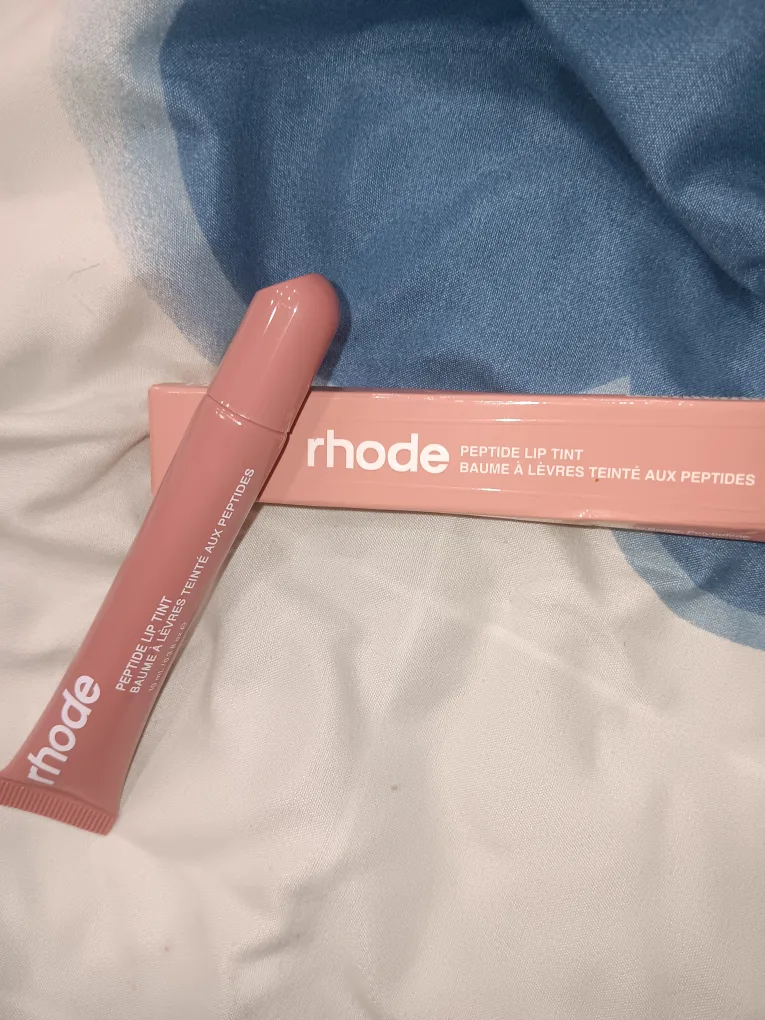 rhode
PEPTIDE LIP TINT
BAUME À LÈVRES TEINTÉ AUX PEPTIDES
rhode
PEPTIDE LIP TINT
BAUME À LÈVRES TEINTÉ AUX PEPTIDES